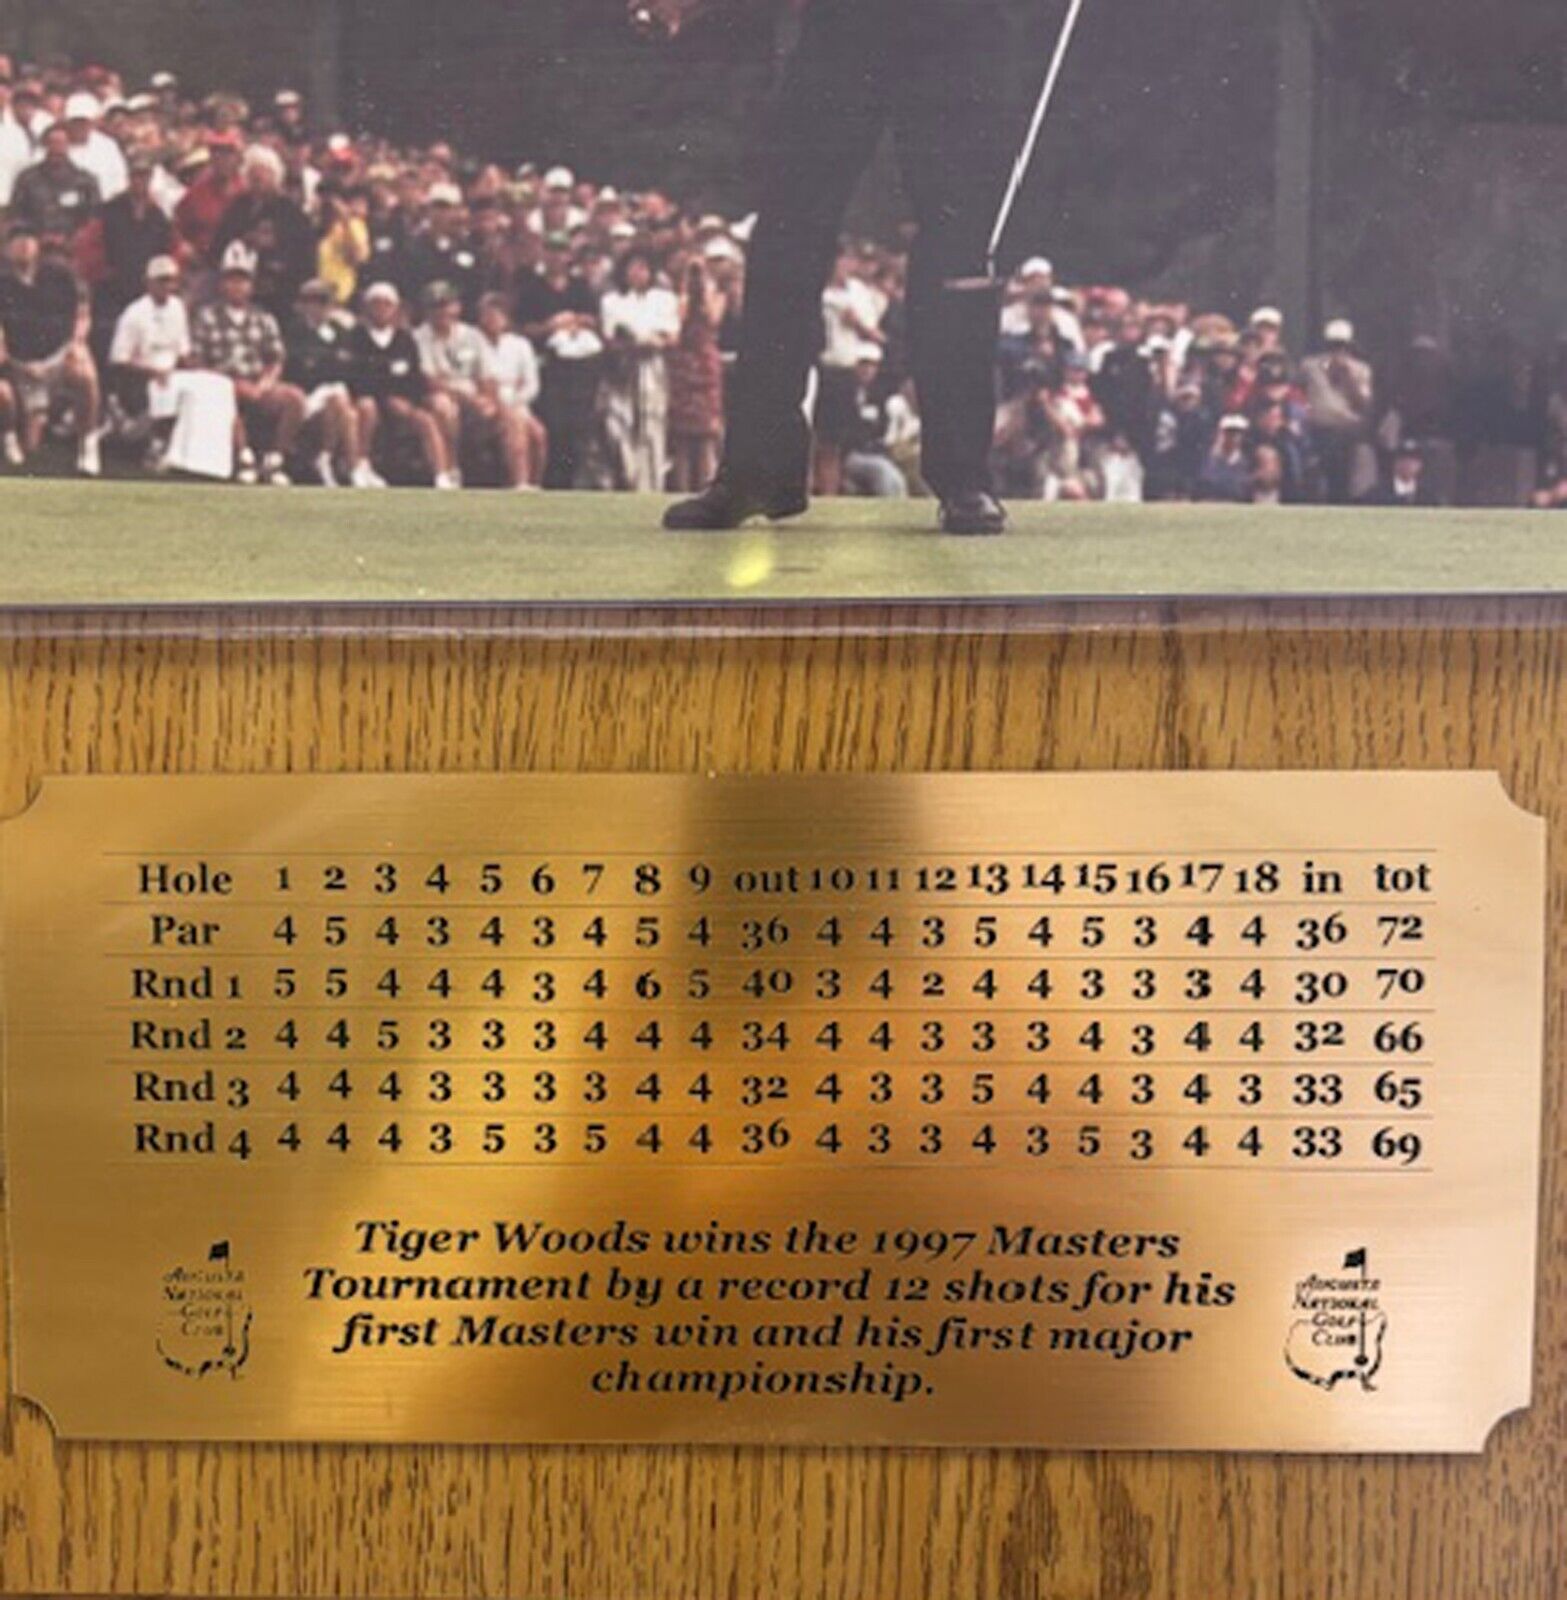 Hole 1 2 3 4 5 6 7 8 9 out 10 11 12 13 14 15 16 17 18 in tot
Par 4 5 4 3 4 3 4 5 4 36 4 4 3 5 4 5 3 4 4 36 72
Rnd 1 5 5 4 4 4 3 4 6 5 40 3 4 2 4 4 3 3 3 4 30 70
Rnd 2 4 4 5 3 3 3 4 4 4 34 4 4 3 3 3 4 3 4 4 32 66
Rnd 3 4 4 4 3 3 3 3 4 4 32 4 3 3 5 4 4 3 4 3 33 65
Rnd 4 4 4 4 3 5 3 5 4 4 36 4 3 3 4 3 5 3 4 4 33 69
Tiger Woods wins the 1997 Masters
Tournament by a record 12 shots for his
first Masters win and his first major
championship.
Augusta
National
Golf
Club
Augusta
National
Golf
Club